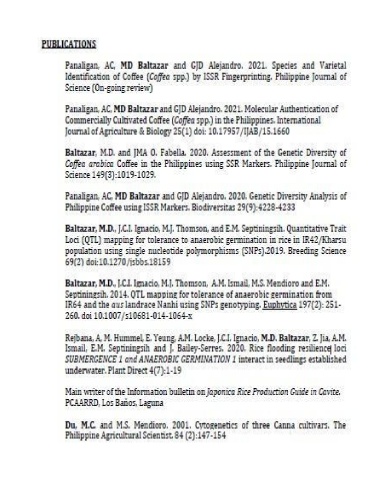 PUBLICATIONS
Panaligan, AC, MD Baltazar and GJD Alejandro. 2021. Species and Varietal
Identification of Coffee (Coffea spp.) by ISSR Fingerprinting. Philippine Journal of
Science (On-going review)
Panaligan, AC, MD Baltazar and GJD Alejandro. 2021. Molecular Authentication of
Commercially Cultivated Coffee (Coffea spp.) in the Philippines. International
Journal of Agriculture & Biology 25(1) doi: 10.17957/IJAB/15.1660
Baltazar, M.D. and JMA O. Fabella. 2020. Assessment of the Genetic Diversity of
Coffea arabica Coffee in the Philippines using SSR Markers. Philippine Journal of
Science 149(3):1019-1029.
Panaligan, AC, MD Baltazar and GJD Alejandro. 2020. Genetic Diversity Analysis of
Philippine Coffee using ISSR Markers. Biodiversitas 29(9):4228-4233
Baltazar, M.D., J.C.I. Ignacio, M.J. Thomson, and E.M. Septiningsih. Quantitative Trait
Loci (QTL) mapping for tolerance to anaerobic germination in rice in IR42/Kharsu
population using single nucleotide polymorphisms (SNPs).2019. Breeding Science
69(2) doi:10.1270/jsbbs.18159
Baltazar, M.D., J.C.I. Ignacio, M.J. Thomson, A.M. Ismail, M.S. Mendioro and E.M.
Septiningsih. 2014. QTL mapping for tolerance of anaerobic germination from
IR64 and the aus landrace Nanhi using SNPs genotyping. Euphytica 197(2): 251-
260. doi 10.1007/s10681-014-1064-x
Rejbana, A, M. Hummel, E. Yeung, A.M. Locke, J.C.I. Ignacio, M.D. Baltazar, Z. Jia, A.M.
Ismail, E.M. Septiningsih and J. Bailey-Serres. 2020. Rice flooding resilience loci
SUBMERGENCE 1 and ANAEROBIC GERMINATION 1 interact in seedlings established
underwater. Plant Direct 4(7):1-19
Main writer of the Information bulletin on Japonica Rice Production Guide in Cavite,
PCAARRD, Los Baños, Laguna
Du, M.C. and M.S. Mendioro. 2001. Cytogenetics of three Canna cultivars. The
Philippine Agricultural Scientist. 84 (2):147-154